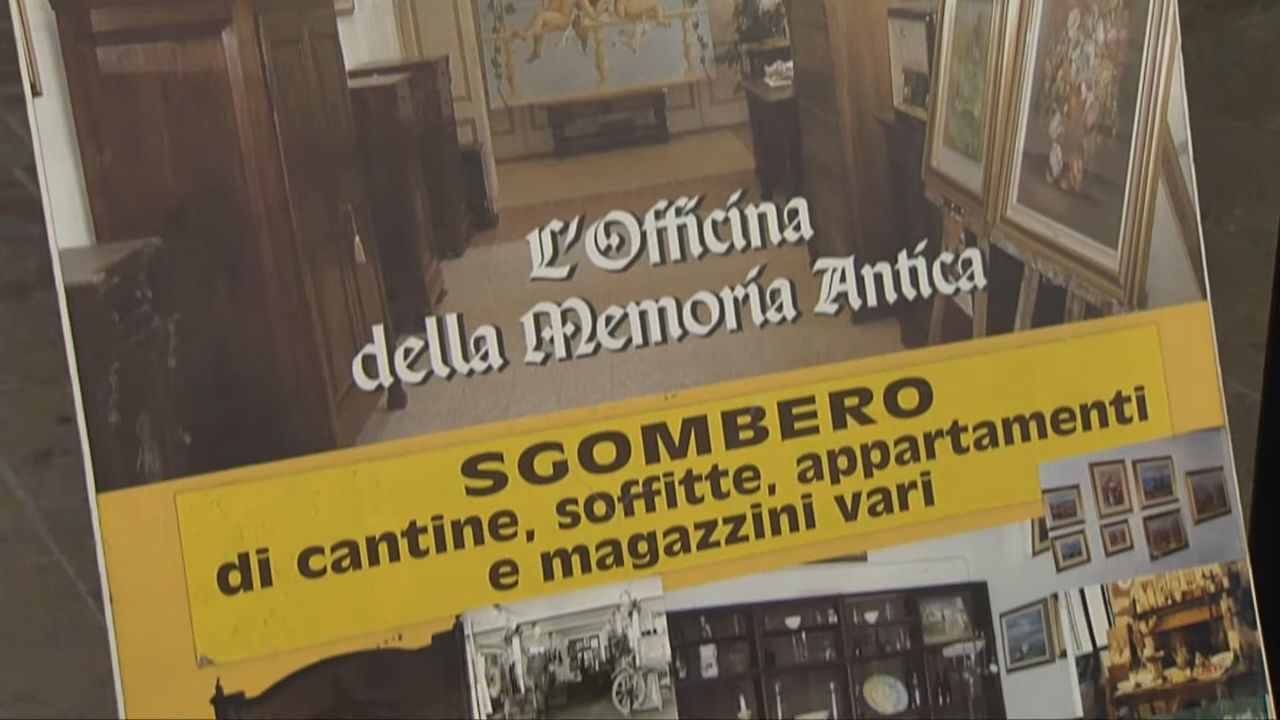 L'Officina
della Memoria Antica
SGOMBERO
di cantine, soffitte, appartamenti
e magazzini vari